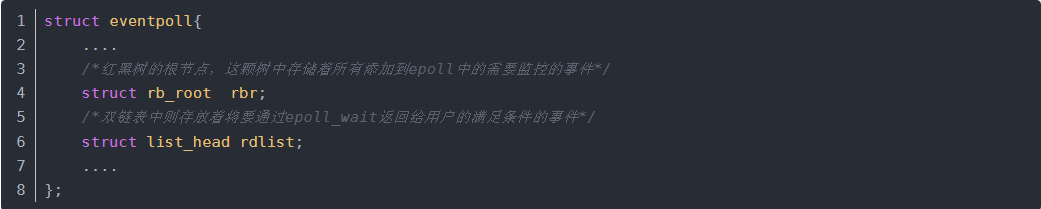 1 struct eventpoll{
2 ....
3 /*红黑树的根节点，这颗树中存储着所有添加到epoll中的需要监控的事件*/
4 struct rb_root  rbr;
5 /*双链表中则存放着将要通过epoll_wait返回给用户的满足条件的事件*/
6 struct list_head rdlist;
7 ....
8 };